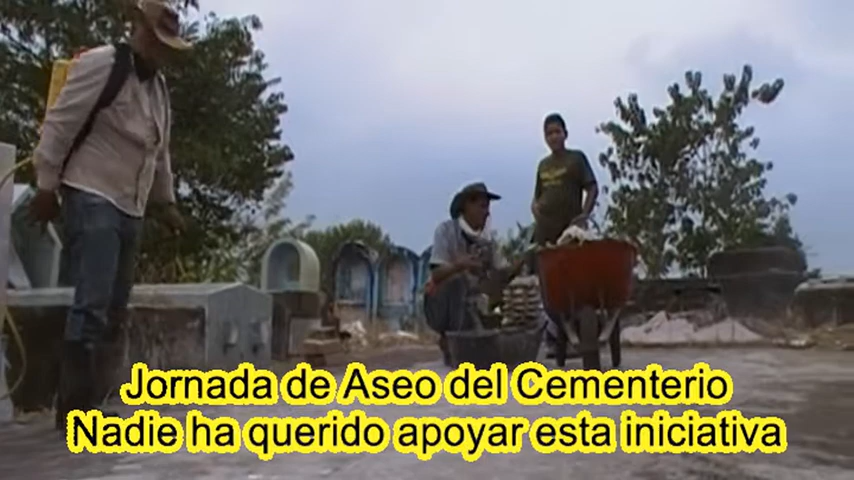 Jornada de Aseo del Cementerio
Nadie ha querido apoyar esta iniciativa